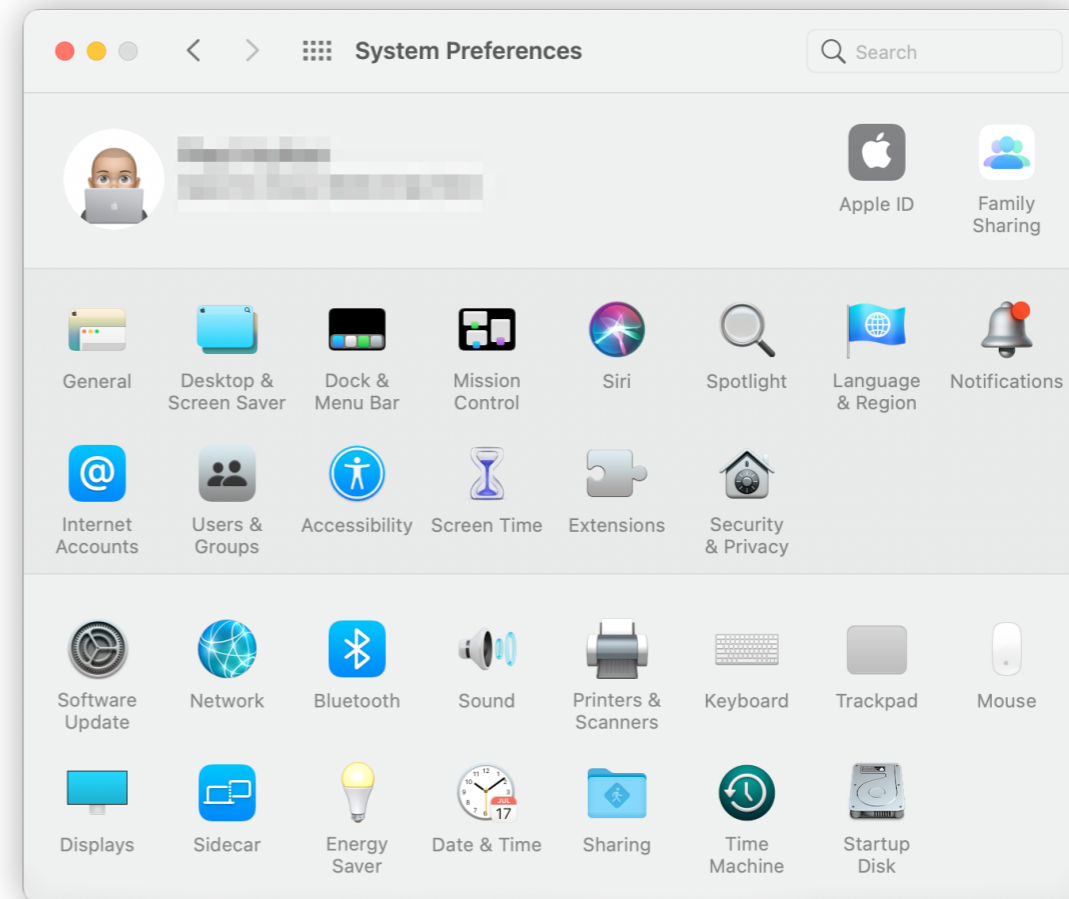 System Preferences
Search
Apple ID
Family
Sharing
General
Desktop &
Screen Saver
Dock &
Menu Bar
Mission
Control
Siri
Spotlight
Language
& Region
Notifications
Internet
Accounts
Users &
Groups
Accessibility
Screen Time
Extensions
Security
& Privacy
Software
Update
Network
Bluetooth
Sound
Printers &
Scanners
Keyboard
Trackpad
Mouse
Displays
Sidecar
Energy
Saver
JUL
17
Date & Time
Sharing
Time
Machine
Startup
Disk